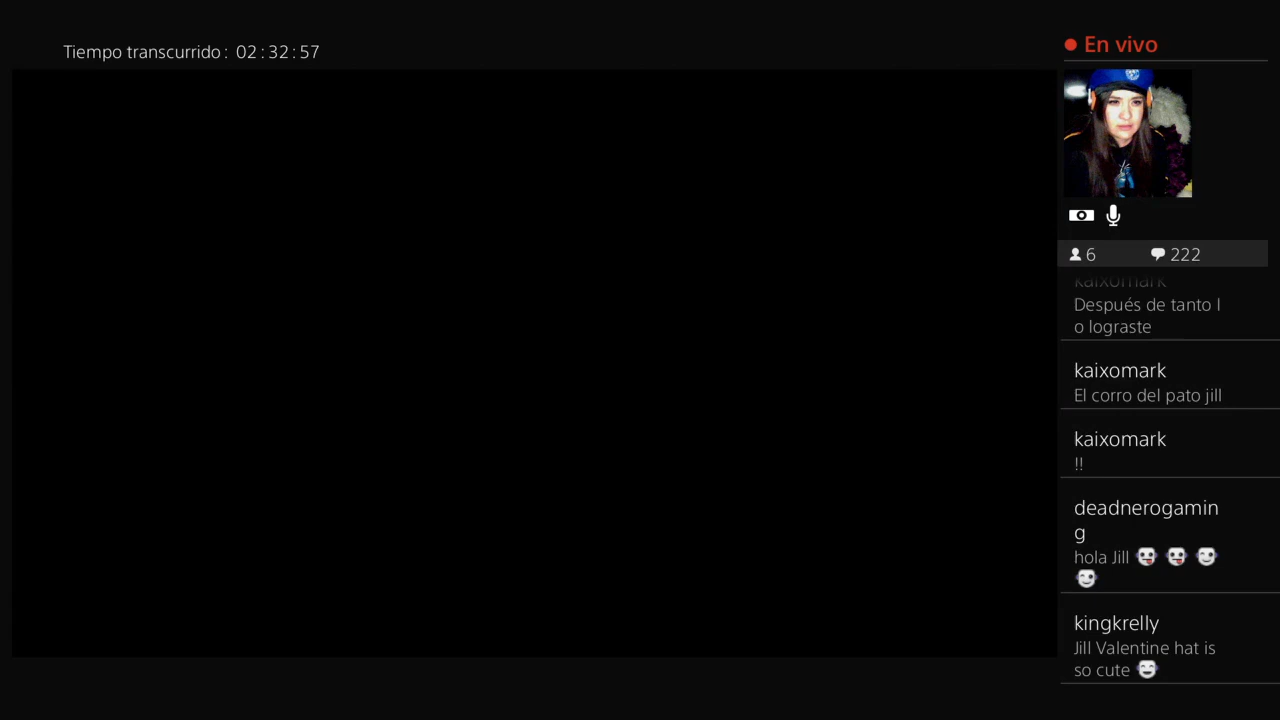 Tiempo transcurrido: 02:32:57
En vivo
6
222
kaixomark
Después de tanto l
o lograste
kaixomark
El corro del pato jill
kaixomark
!!
deadnerogamin
g
hola Jill
kingkrelly
Jill Valentine hat is
so cute